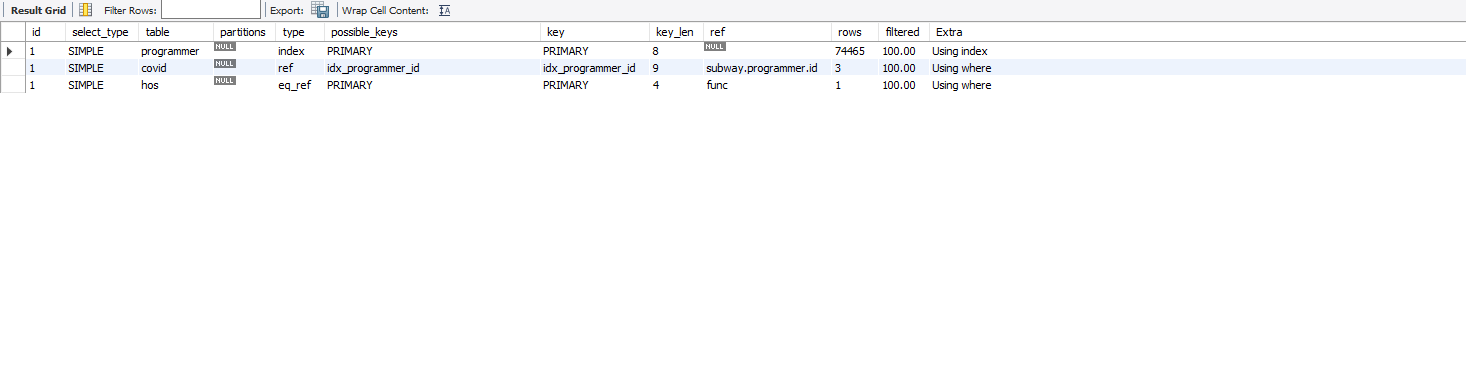 Result Grid Filter Rows: Export: Wrap Cell Content: IA
id select_type table partitions type possible_keys key key_len ref rows filtered Extra
1 SIMPLE programmer NULL index PRIMARY PRIMARY 8 NULL 74465 100.00 Using index
1 SIMPLE covid NULL ref idx_programmer_id idx_programmer_id 9 subway.programmer.id 3 100.00 Using where
1 SIMPLE hos NULL eq_ref PRIMARY PRIMARY 4 func 1 100.00 Using where